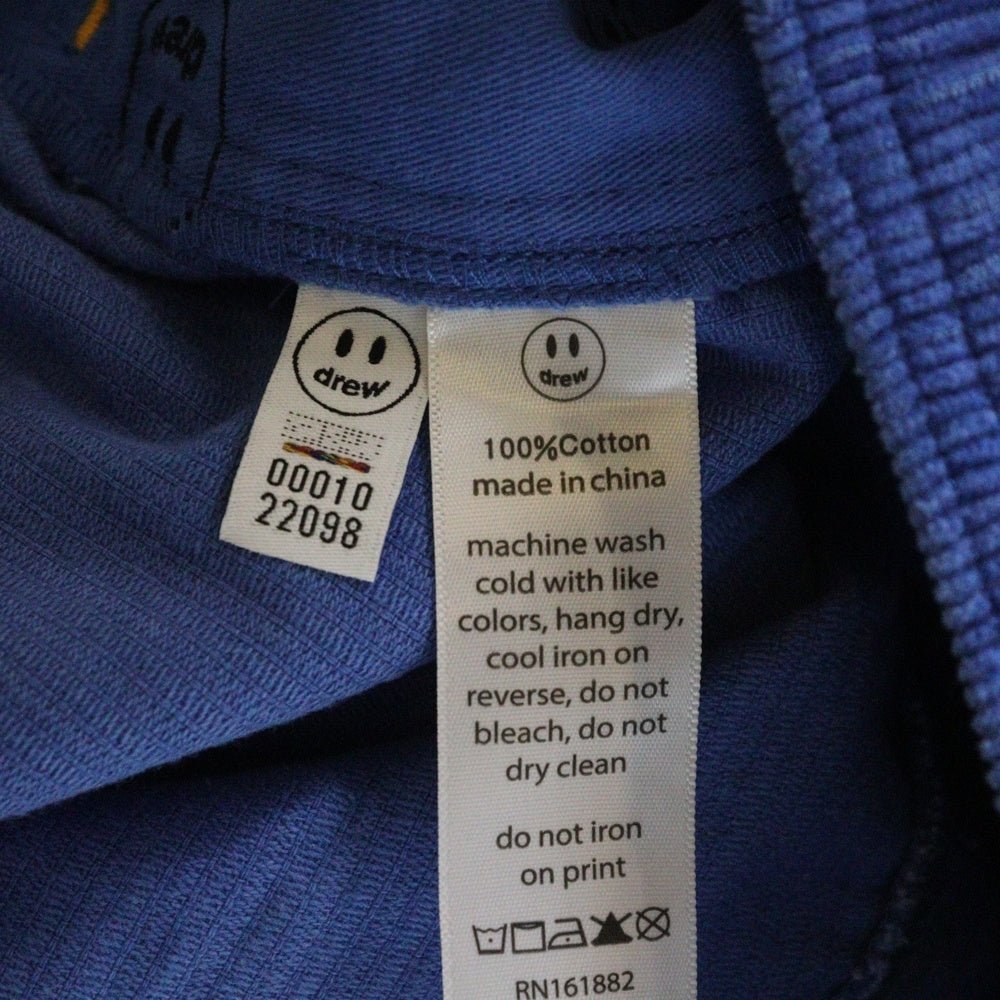 drew
00010
22098
drew
100%Cotton
made in china
machine wash
cold with like
colors, hang dry,
cool iron on
reverse, do not
bleach, do not
dry clean
do not iron
on print
RN161882